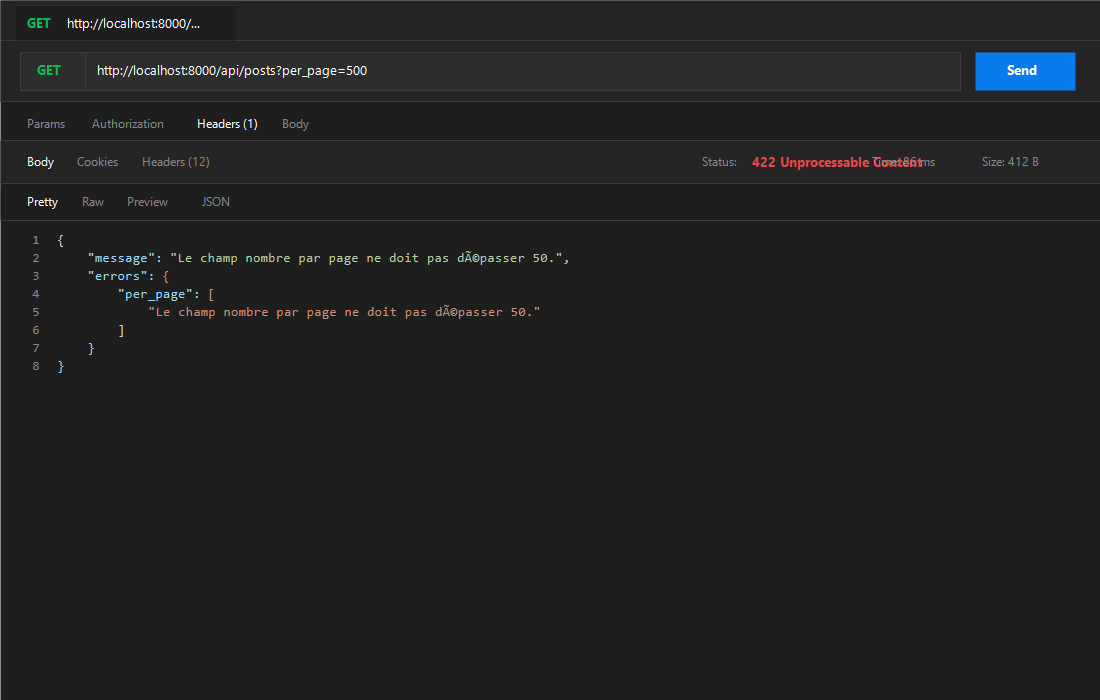 GET http://localhost:8000/...
GET http://localhost:8000/api/posts?per_page=500 Send
Params Authorization Headers (1) Body
Body Cookies Headers (12) Status: 422 Unprocessable Content Time: 86 ms Size: 412 B
Pretty Raw Preview JSON
1 {
2 "message": "Le champ nombre par page ne doit pas dÃ©passer 50.",
3 "errors": {
4 "per_page": [
5 "Le champ nombre par page ne doit pas dÃ©passer 50."
6 ]
7 }
8 }